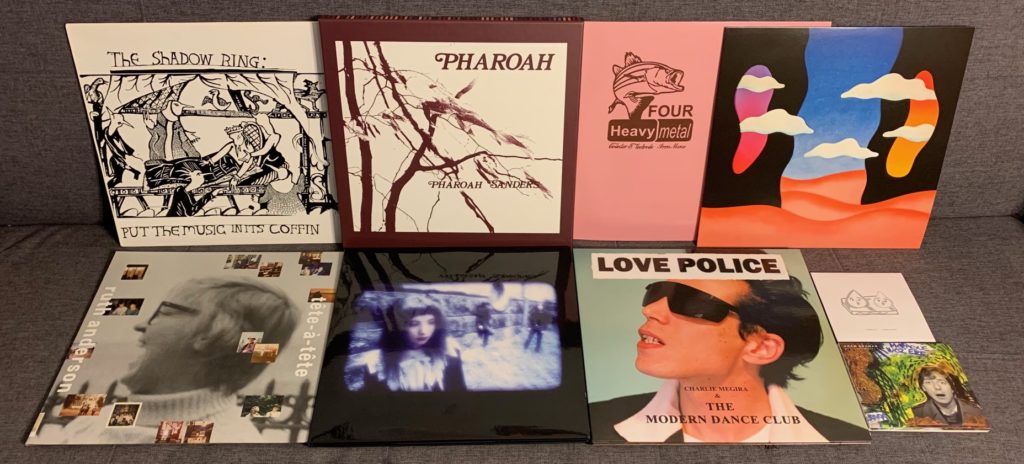 THE SHADOW RING:
PUT THE MUSIC IN ITS COFFIN
PHAROAH
PHAROAH SANDERS
FOUR
Heavy metal
robin anderson
tête-à-tête
LOVE POLICE
CHARLIE MEGIRA
&
THE
MODERN DANCE CLUB